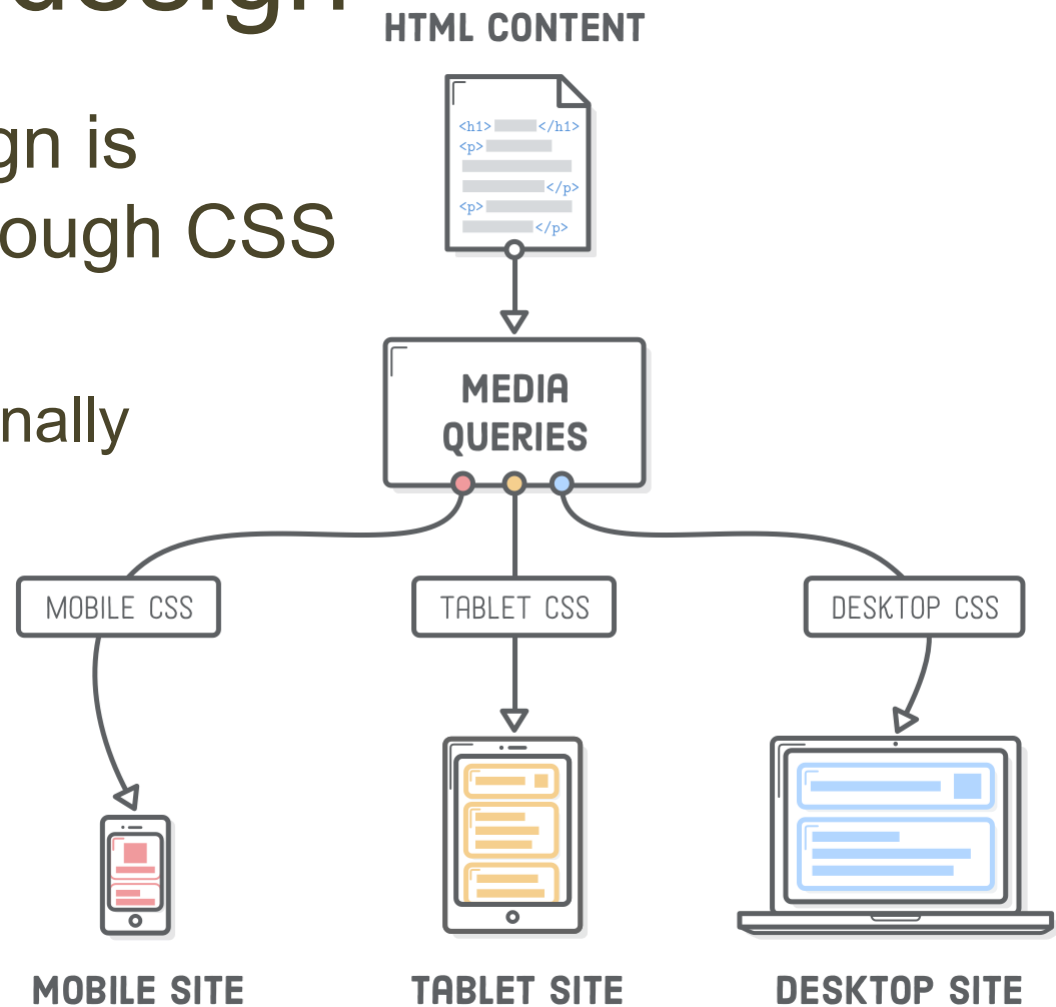 design
gn is
ough CSS
nally
HTML CONTENT
<h1> </h1>
<p>
</p>
<p>
</p>
MEDIA
QUERIES
MOBILE CSS
TABLET CSS
DESKTOP CSS
MOBILE SITE
TABLET SITE
DESKTOP SITE